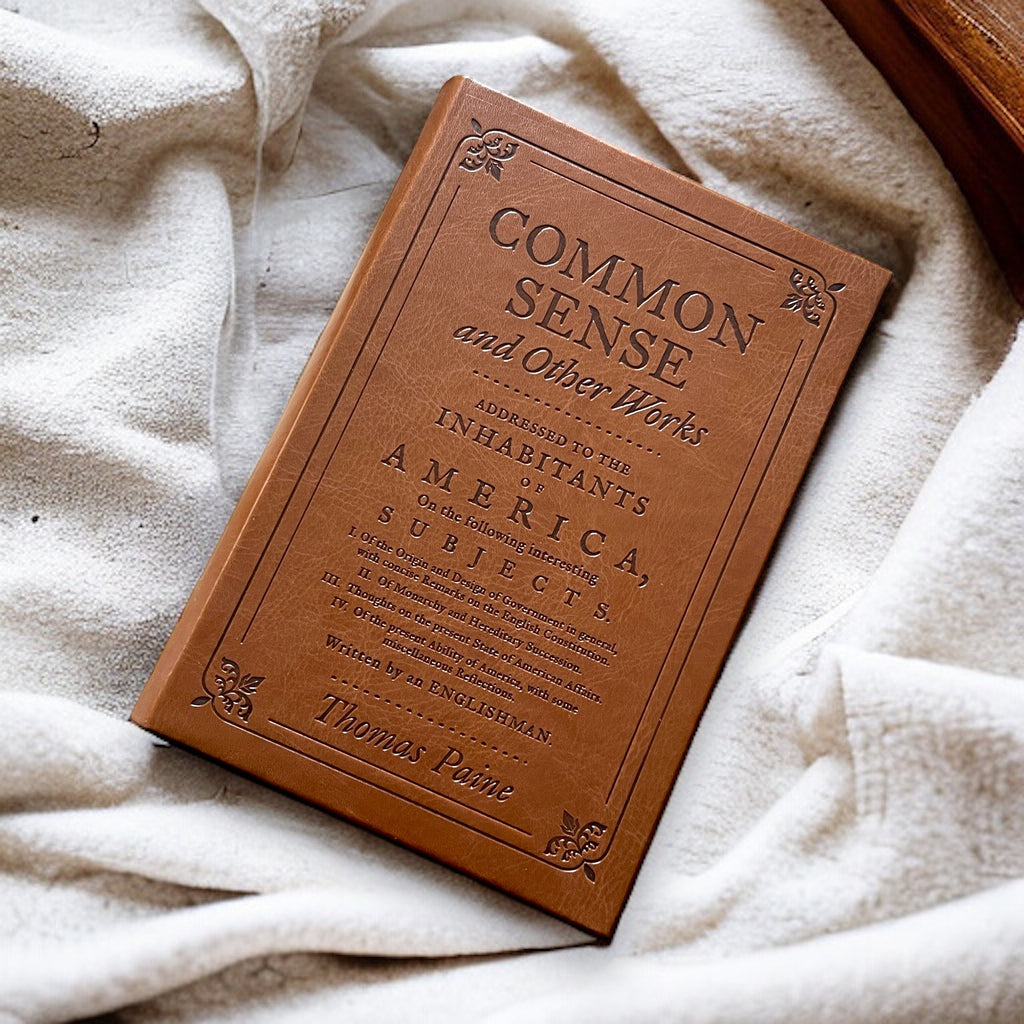 COMMON
SENSE
and Other Works
ADDRESSED TO THE
INHABITANTS
OF
AMERICA,
On the following interesting
SUBJECTS.
I. Of the Origin and Design of Government in general,
with concise Remarks on the English Constitution.
II. Of Monarchy and Hereditary Succession.
III. Thoughts on the present State of American Affairs.
IV. Of the present Ability of America, with some
miscellaneous Reflections.
Written by an ENGLISHMAN.
Thomas Paine